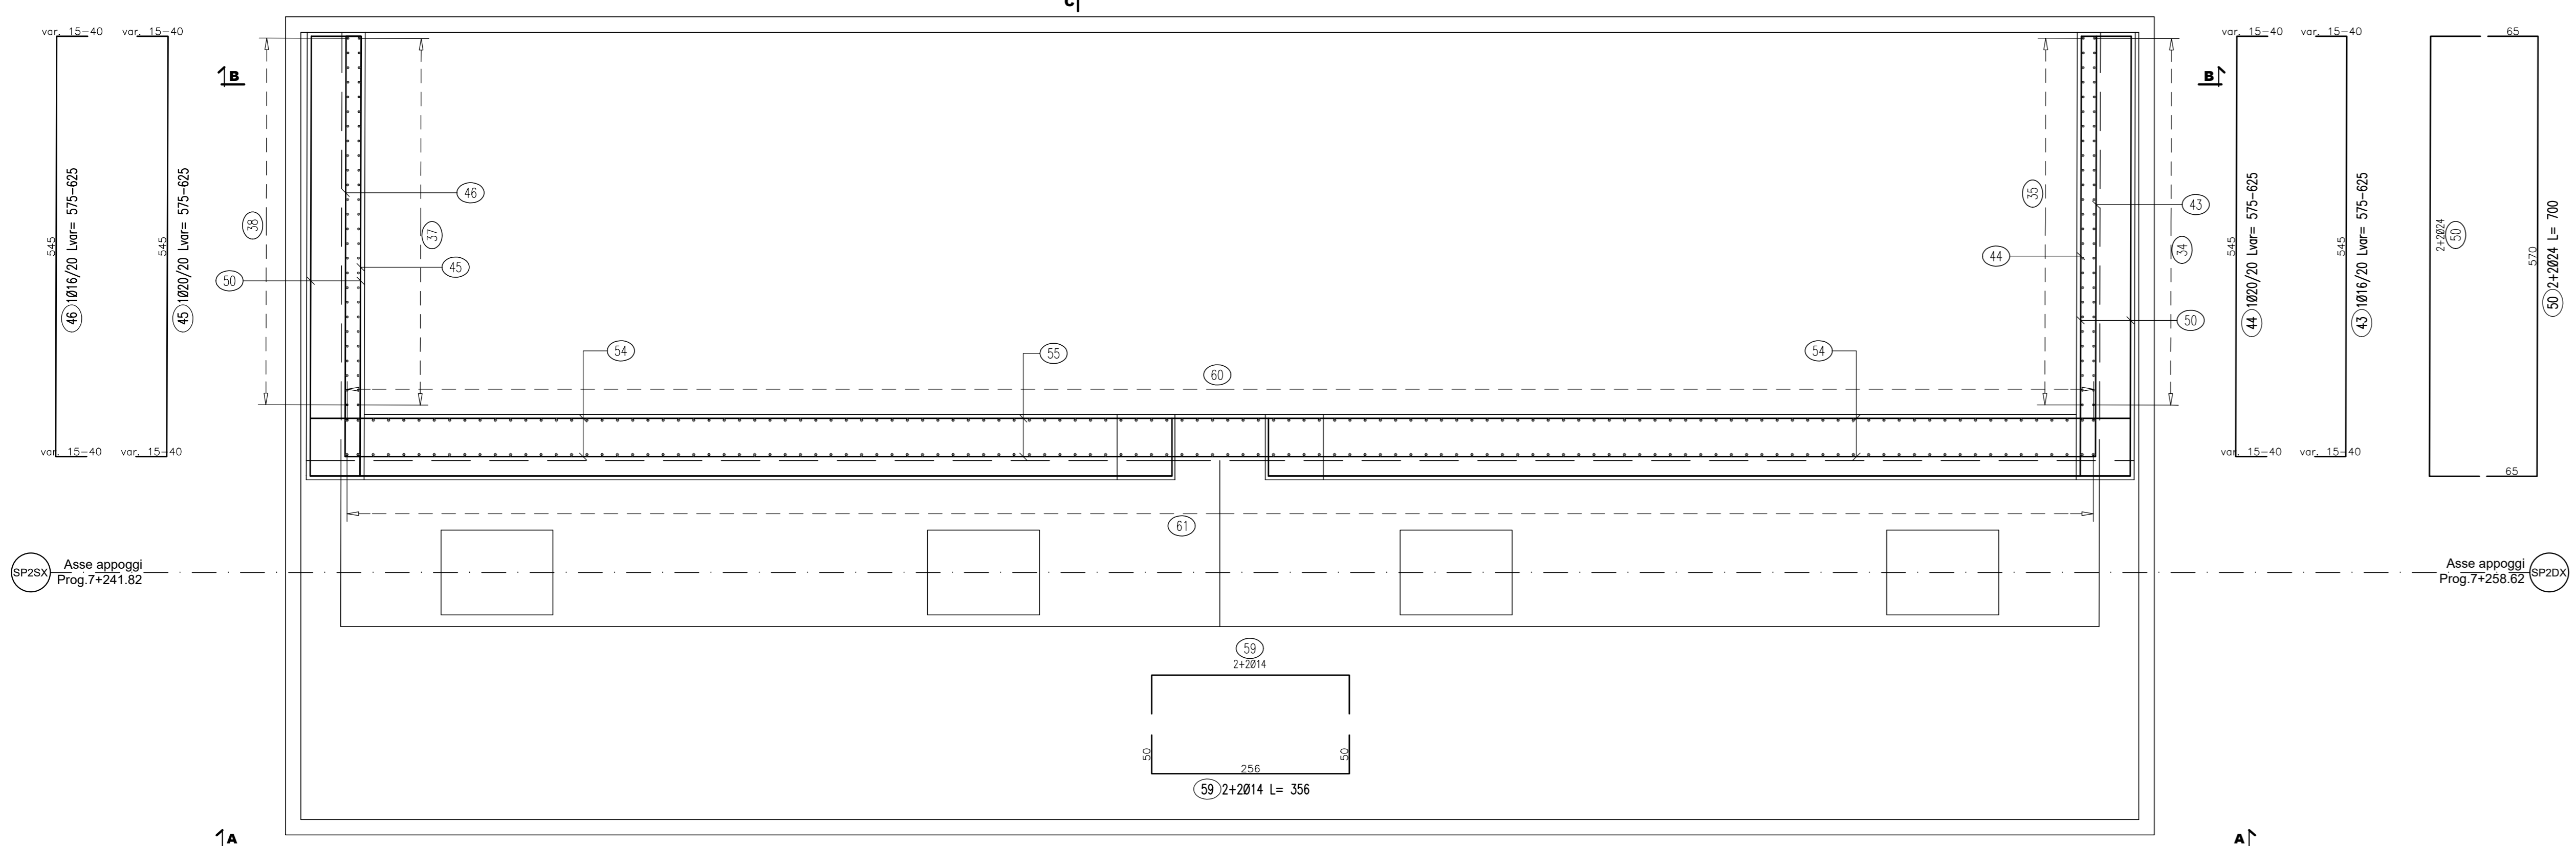 C
var. 15-40
var. 15-40
var. 15-40
var. 15-40
65
B
B
46 1Ø16/20 Lvar= 575-625
545
45 1Ø20/20 Lvar= 575-625
545
38
37
46
45
50
35
34
43
44
50
44 1Ø20/20 Lvar= 575-625
545
43 1Ø16/20 Lvar= 575-625
545
2+2Ø24
50
570
50 2+2Ø24 L= 700
54
55
54
60
var. 15-40
var. 15-40
var. 15-40
var. 15-40
65
61
SP2SX
Asse appoggi
Prog.7+241.82
Asse appoggi
Prog.7+258.62
SP2DX
59
2+2Ø14
50
50
256
59 2+2Ø14 L= 356
A
A